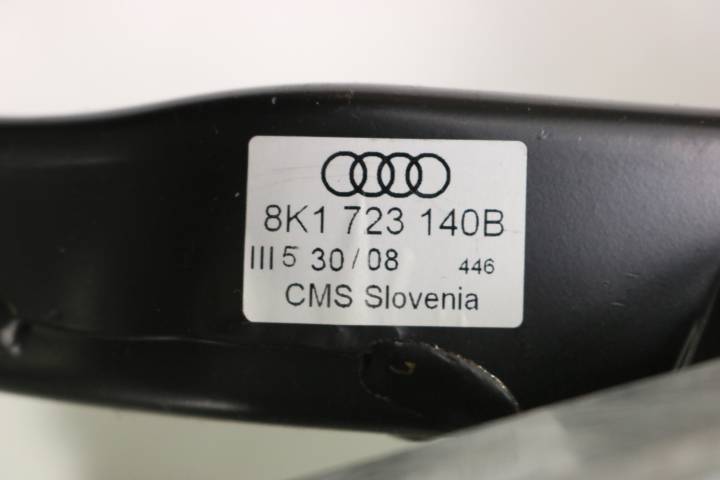 8K1 723 140B
III 5 30/08 446
CMS Slovenia